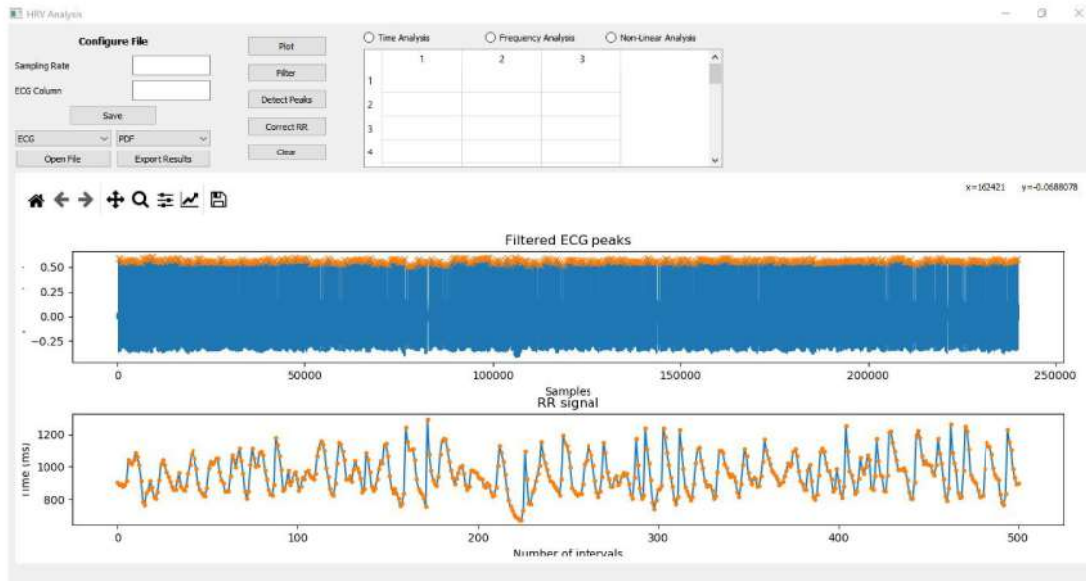 HRV Analysis
Configure File
Sampling Rate
ECG Column
Save
ECG PDF
Open File Export Results
Plot
Filter
Detect Peaks
Correct RR
Clear
Time Analysis Frequency Analysis Non-Linear Analysis
1 2 3
1
2
3
4
x=162421 y=-0.0688078
Filtered ECG peaks
0.50
0.25
0.00
−0.25
0 50000 100000 150000 200000 250000
Samples
RR signal
1200
1000
800
Time (ms)
0 100 200 300 400 500
Number of intervals